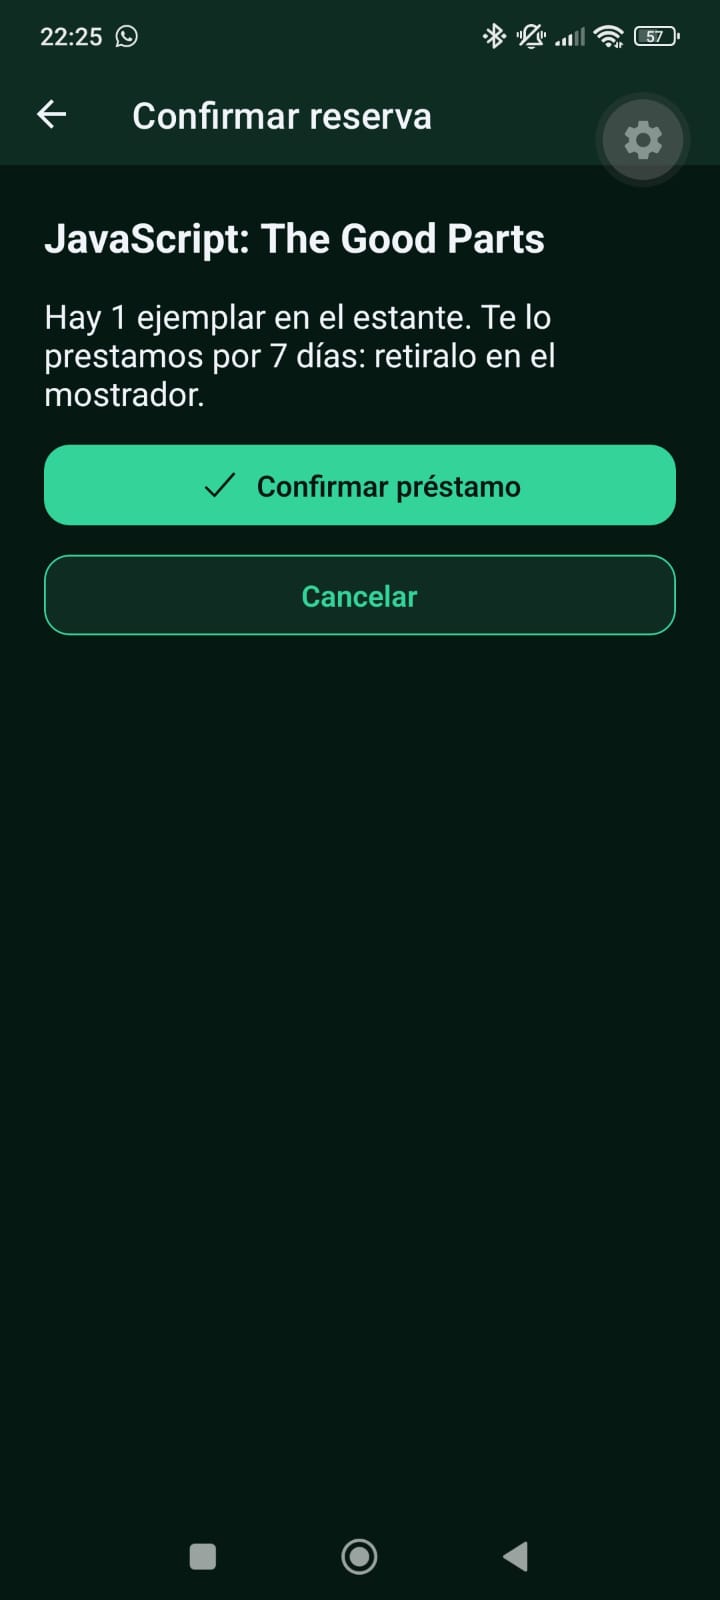 22:25
57
Confirmar reserva
JavaScript: The Good Parts
Hay 1 ejemplar en el estante. Te lo
prestamos por 7 días: retiralo en el
mostrador.
Confirmar préstamo
Cancelar